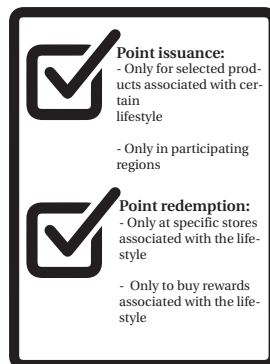 Point issuance:
- Only for selected prod-
ucts associated with cer-
tain
lifestyle
- Only in participating
regions
Point redemption:
- Only at specific stores
associated with the life-
style
- Only to buy rewards
associated with the life-
style